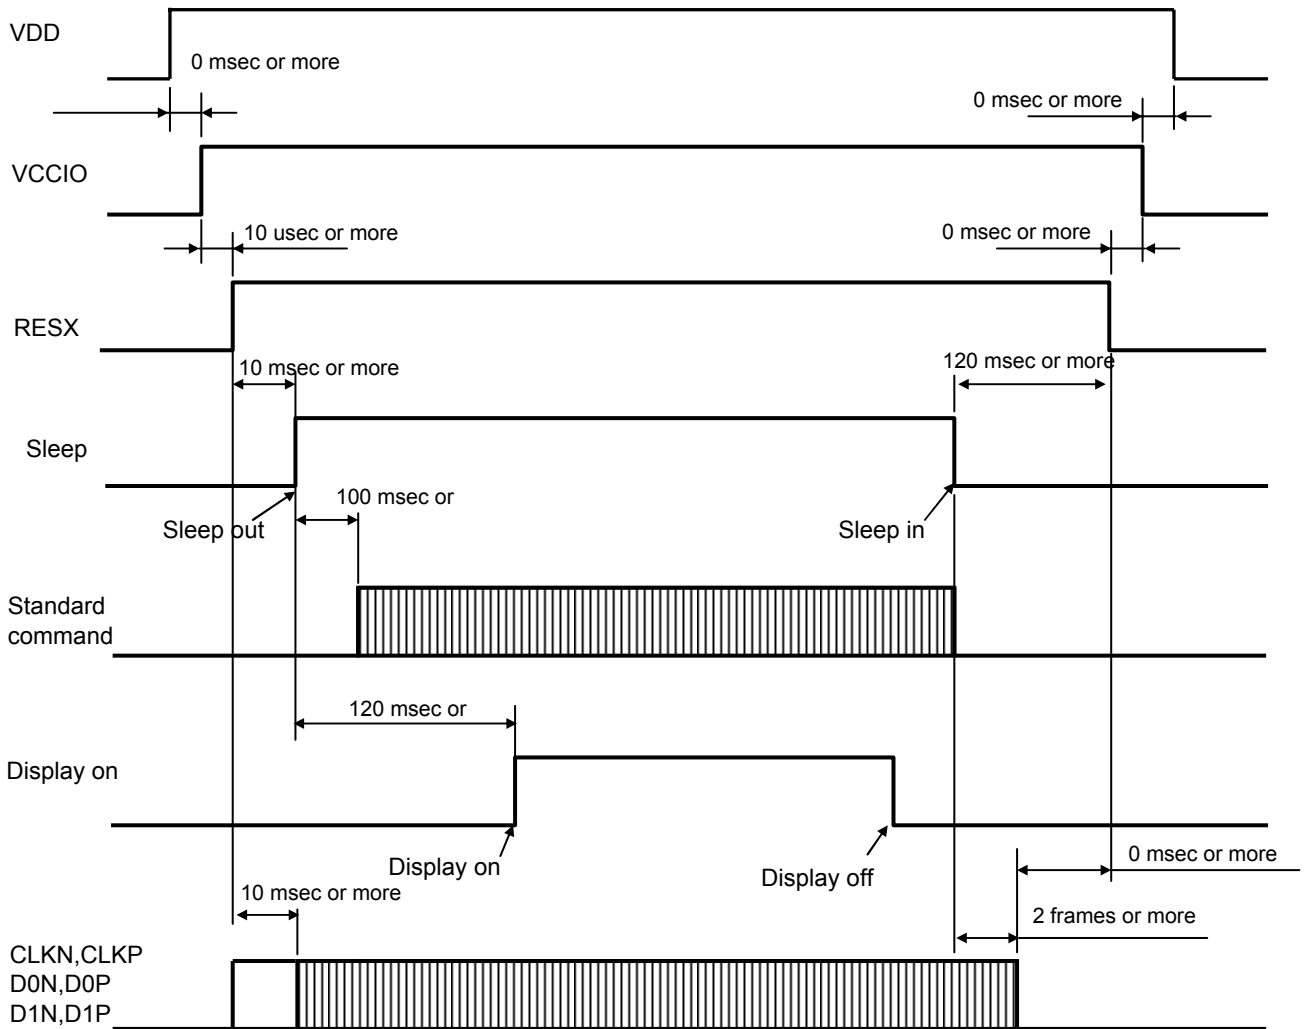 VDD
0 msec or more
0 msec or more
VCCIO
10 usec or more
0 msec or more
RESX
10 msec or more
120 msec or more
Sleep
100 msec or
Sleep out
Sleep in
Standard
command
120 msec or
Display on
Display on
Display off
0 msec or more
10 msec or more
2 frames or more
CLKN,CLKP
D0N,D0P
D1N,D1P